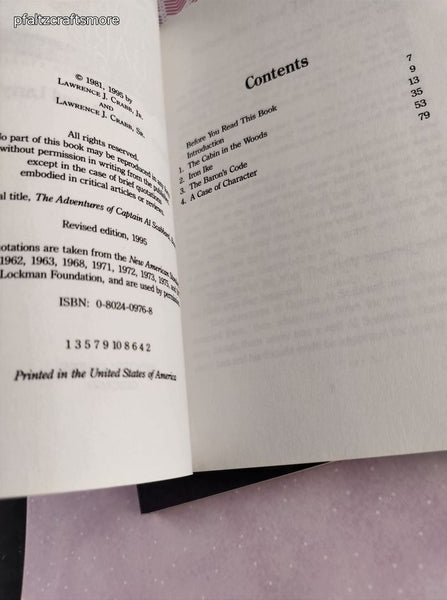 pfaltzcraftsmore
© 1981, 1995 by
LAWRENCE J. CRABB, JR.
AND
LAWRENCE J. CRABB, SR.
All rights reserved.
No part of this book may be reproduced in any
without permission in writing from the publisher,
except in the case of brief quotations
embodied in critical articles or reviews.
al title, The Adventures of Captain Al Scabbard,
Revised edition, 1995
otations are taken from the New American
1962, 1963, 1968, 1971, 1972, 1973, 1975, and
Lockman Foundation, and are used by permission
ISBN: 0-8024-0976-8
1 3 5 7 9 10 8 6 4 2
Printed in the United States of America
Contents
Before You Read This Book 7
Introduction 9
1. The Cabin in the Woods 13
2. Iron Ike 35
3. The Baron's Code 53
4. A Case of Character 79